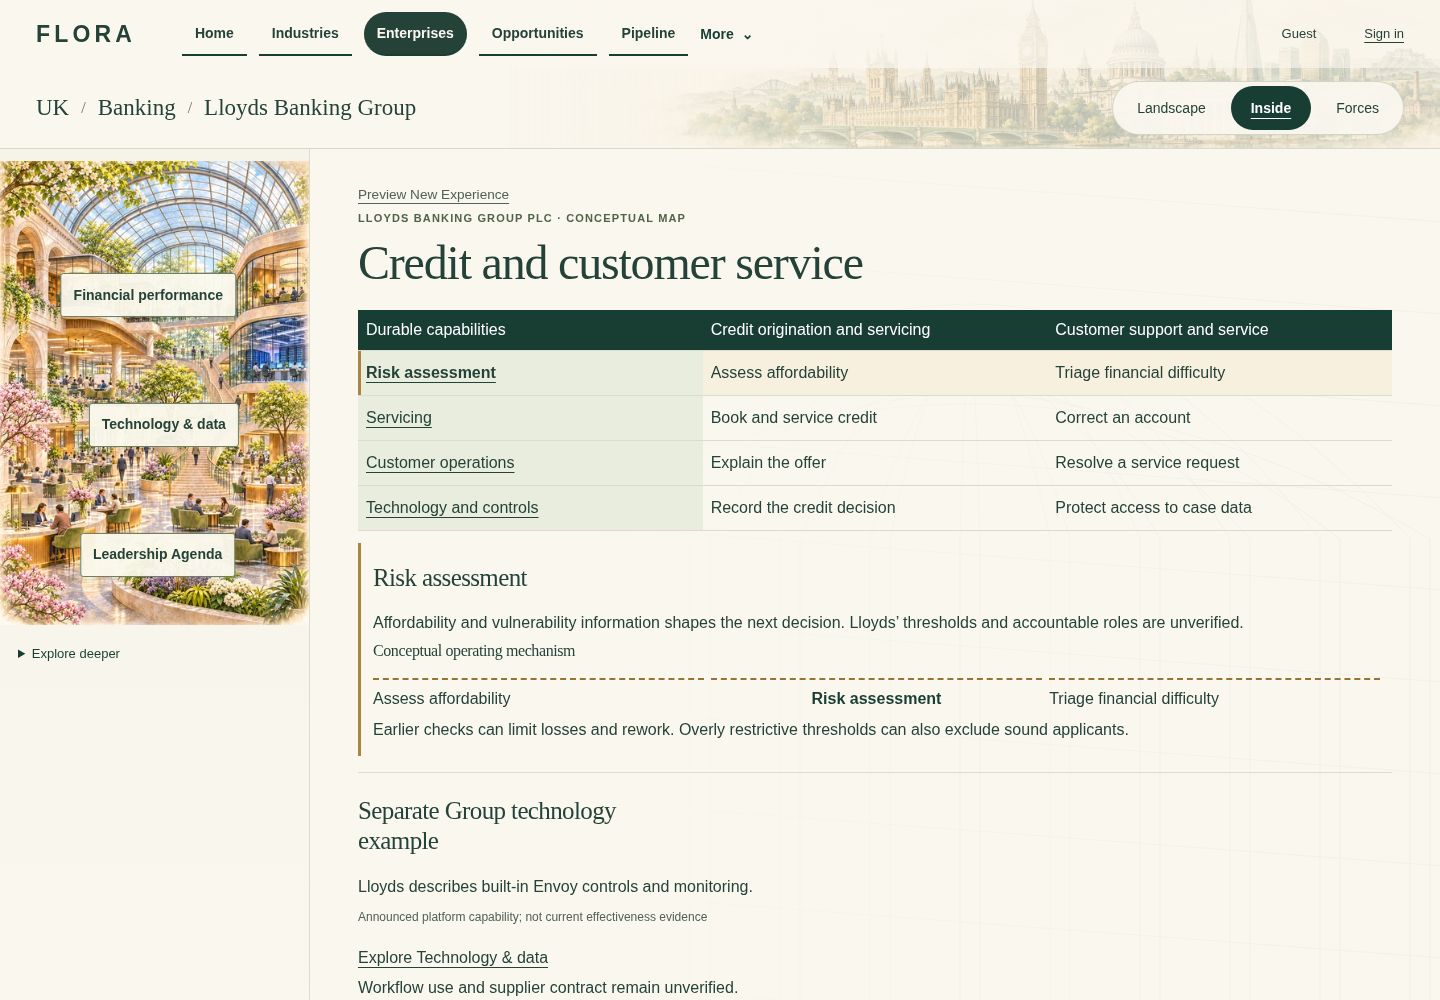 FLORA
Home
Industries
Enterprises
Opportunities
Pipeline
More
Guest
Sign in
UK / Banking / Lloyds Banking Group
Landscape
Inside
Forces
Financial performance
Technology & data
Leadership Agenda
Explore deeper
Preview New Experience
LLOYDS BANKING GROUP PLC · CONCEPTUAL MAP
Credit and customer service
Durable capabilities
Credit origination and servicing
Customer support and service
Risk assessment
Assess affordability
Triage financial difficulty
Servicing
Book and service credit
Correct an account
Customer operations
Explain the offer
Resolve a service request
Technology and controls
Record the credit decision
Protect access to case data
Risk assessment
Affordability and vulnerability information shapes the next decision. Lloyds’ thresholds and accountable roles are unverified.
Conceptual operating mechanism
Assess affordability
Risk assessment
Triage financial difficulty
Earlier checks can limit losses and rework. Overly restrictive thresholds can also exclude sound applicants.
Separate Group technology
example
Lloyds describes built-in Envoy controls and monitoring.
Announced platform capability; not current effectiveness evidence
Explore Technology & data
Workflow use and supplier contract remain unverified.